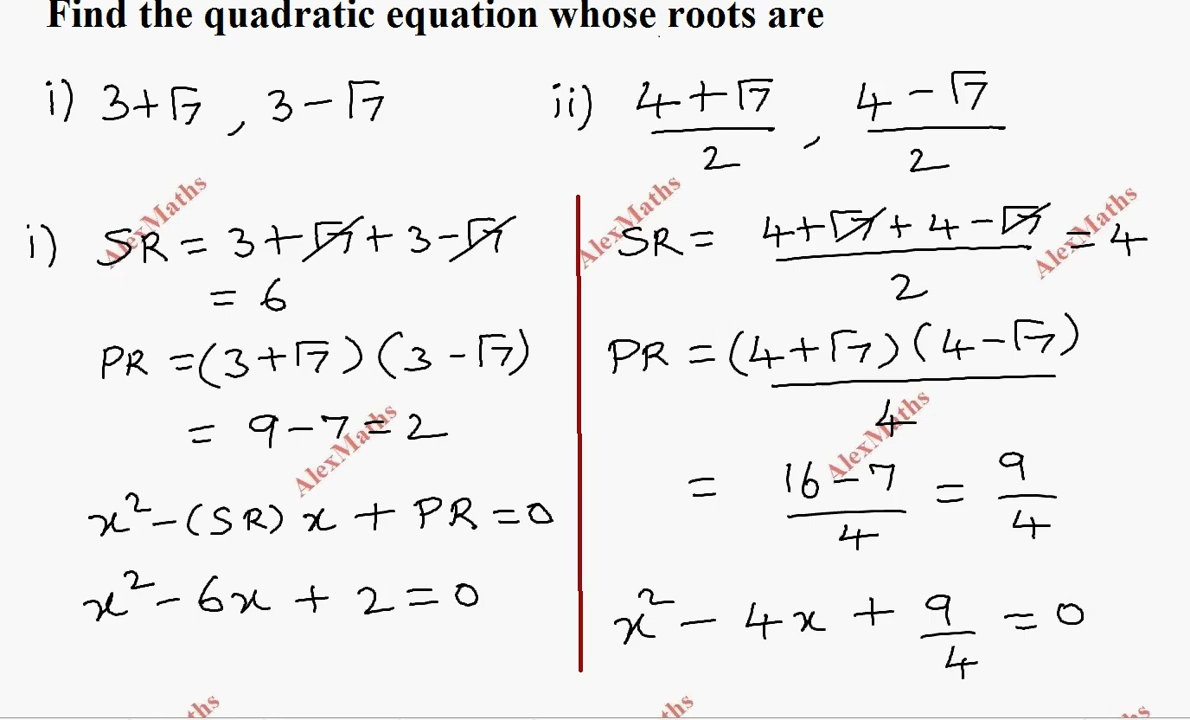 Find the quadratic equation whose roots are
i) 3+√7 , 3-√7
ii) (4+√7)/2 , (4-√7)/2
i) SR = 3+√7+3-√7
= 6
PR =(3+√7)(3-√7)
= 9-7=2
x²-(SR)x + PR=0
x²-6x + 2=0
SR = (4+√7+4-√7)/2 = 4
PR = (4+√7)(4-√7)/4
= (16-7)/4 = 9/4
x² - 4x + 9/4 = 0
AlexMaths
AlexMaths
AlexMaths
AlexMaths
AlexMaths
ths
ths
hs